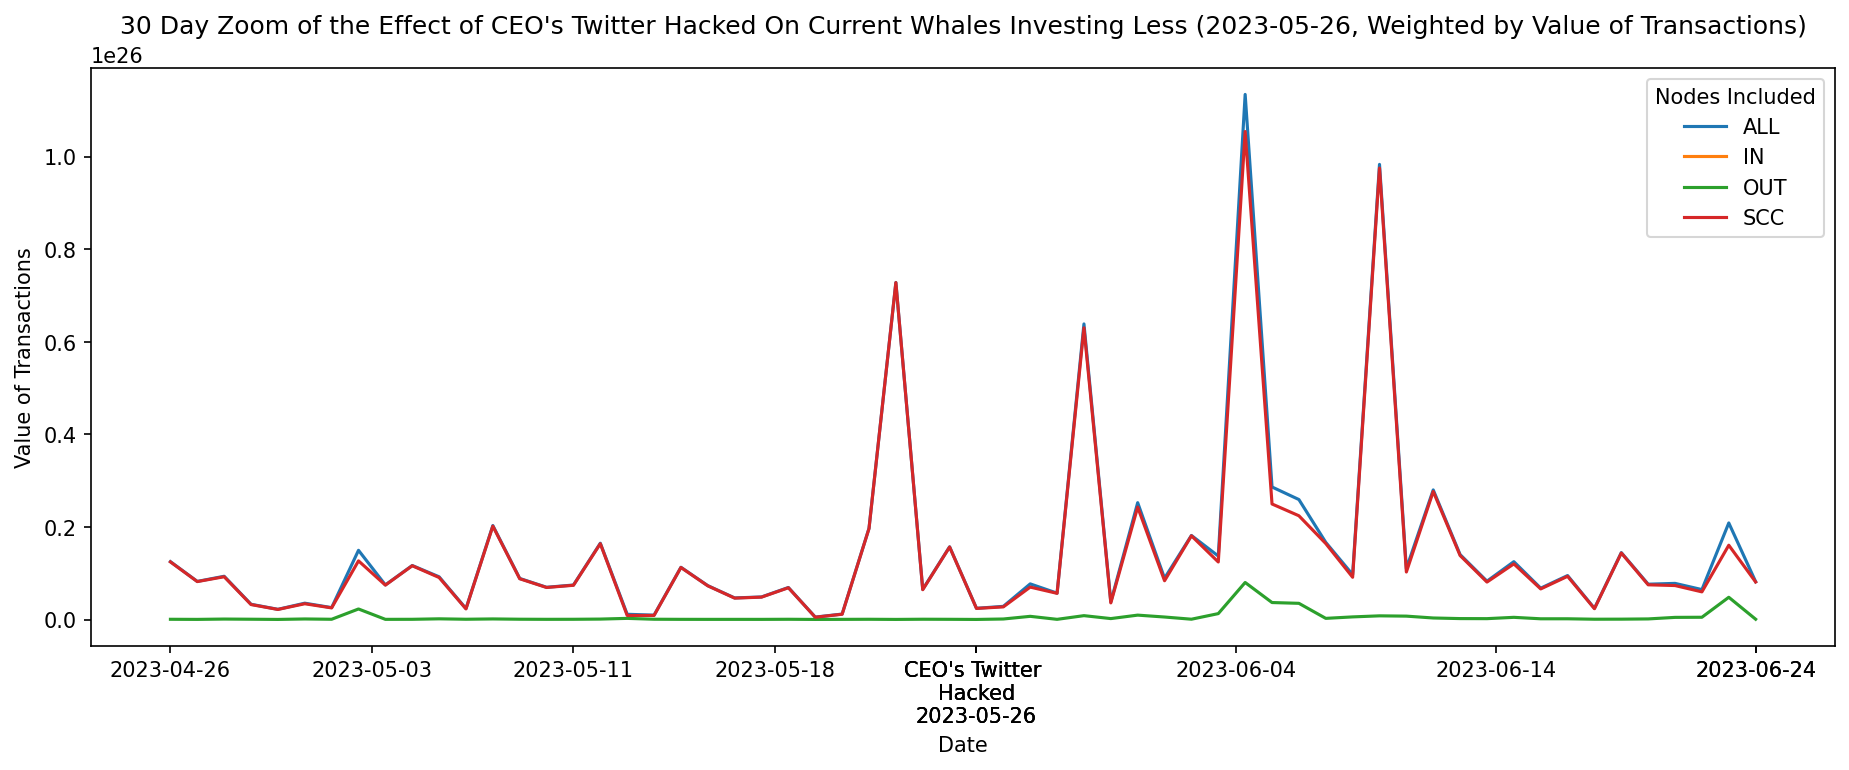 30 Day Zoom of the Effect of CEO's Twitter Hacked On Current Whales Investing Less (2023-05-26, Weighted by Value of Transactions)
1e26
Nodes Included
ALL
IN
OUT
SCC
1.0
0.8
0.6
0.4
0.2
0.0
Value of Transactions
2023-04-26 2023-05-03 2023-05-11 2023-05-18 CEO's Twitter 2023-06-04 2023-06-14 2023-06-24
Hacked
2023-05-26
Date